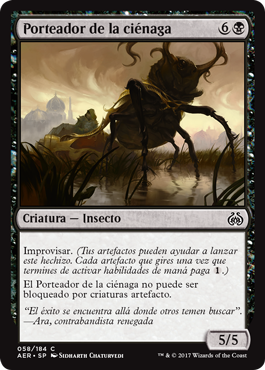 Porteador de la ciénaga 6
Criatura — Insecto
Improvisar. (Tus artefactos pueden ayudar a lanzar
este hechizo. Cada artefacto que gires una vez que
termines de activar habilidades de maná paga 1.)
El Porteador de la ciénaga no puede ser
bloqueado por criaturas artefacto.
"El éxito se encuentra allá donde otros temen buscar".
—Ara, contrabandista renegada
5/5
058/184 C
AER • SP Sidharth Chaturvedi
™ & © 2017 Wizards of the Coast